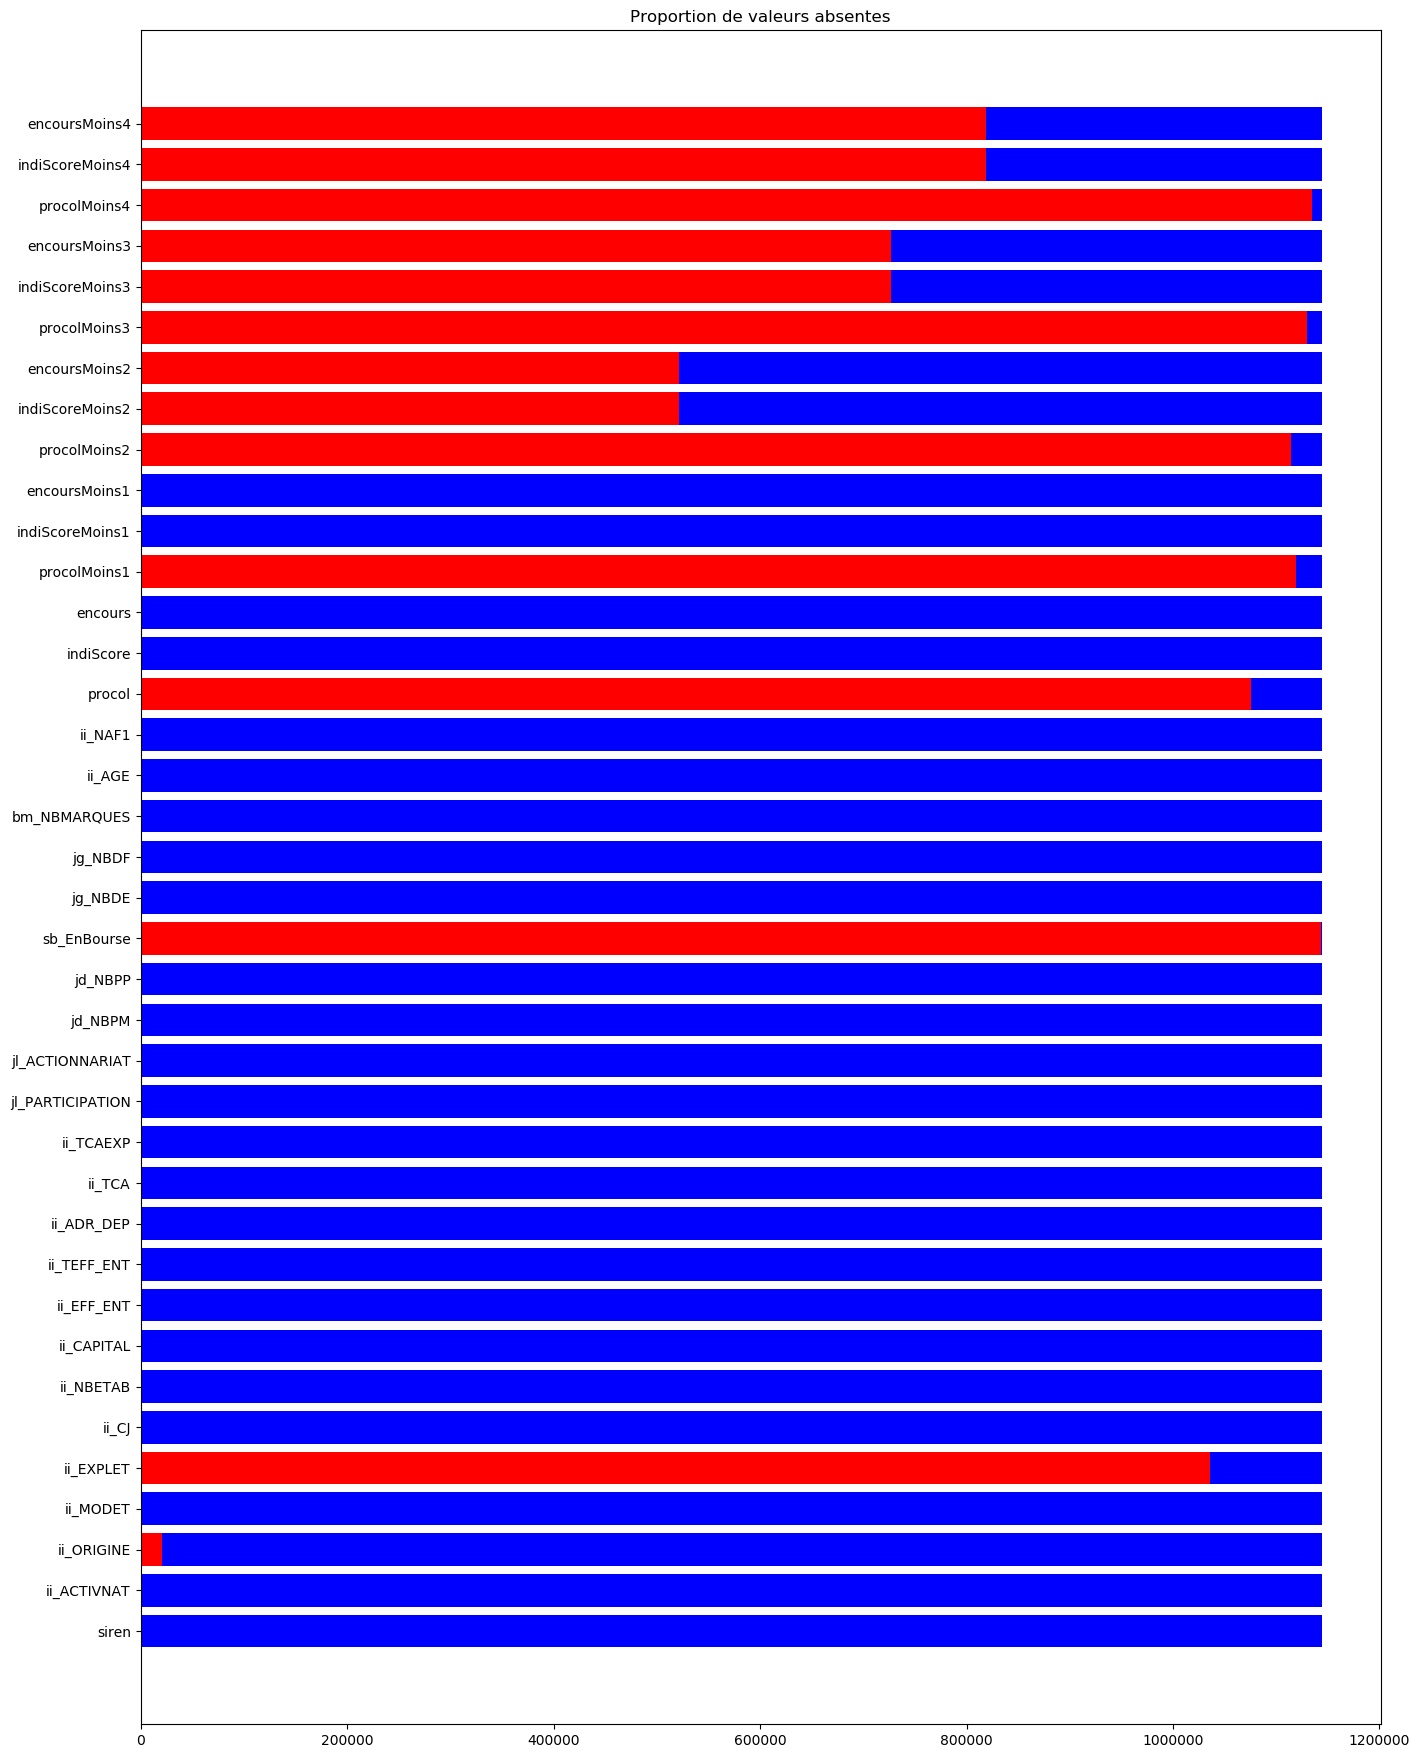 Proportion de valeurs absentes
encoursMoins4
indiScoreMoins4
procolMoins4
encoursMoins3
indiScoreMoins3
procolMoins3
encoursMoins2
indiScoreMoins2
procolMoins2
encoursMoins1
indiScoreMoins1
procolMoins1
encours
indiScore
procol
ii_NAF1
ii_AGE
bm_NBMARQUES
jg_NBDF
jg_NBDE
sb_EnBourse
jd_NBPP
jd_NBPM
jl_ACTIONNARIAT
jl_PARTICIPATION
ii_TCAEXP
ii_TCA
ii_ADR_DEP
ii_TEFF_ENT
ii_EFF_ENT
ii_CAPITAL
ii_NBETAB
ii_CJ
ii_EXPLET
ii_MODET
ii_ORIGINE
ii_ACTIVNAT
siren
0 200000 400000 600000 800000 1000000 1200000